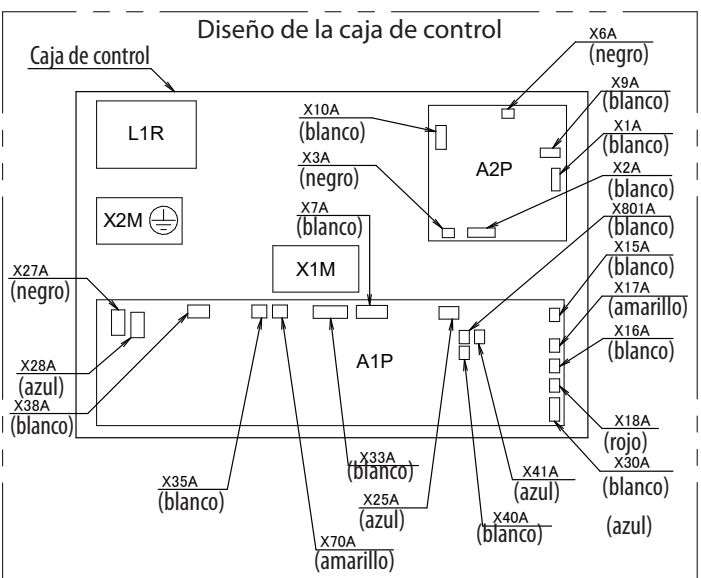 Diseño de la caja de control
Caja de control
X6A
(negro)
X9A
(blanco)
X10A
(blanco)
X1A
(blanco)
L1R
X3A
(negro)
A2P
X2A
(blanco)
X2M
X7A
(blanco)
X801A
(blanco)
X15A
(blanco)
X27A
(negro)
X1M
X17A
(amarillo)
X16A
(blanco)
A1P
X28A
(azul)
X38A
(blanco)
X18A
(rojo)
X33A
(blanco)
X30A
(blanco)
X35A
(blanco)
X41A
(azul)
X25A
(azul)
X40A
(blanco)
(azul)
X70A
(amarillo)